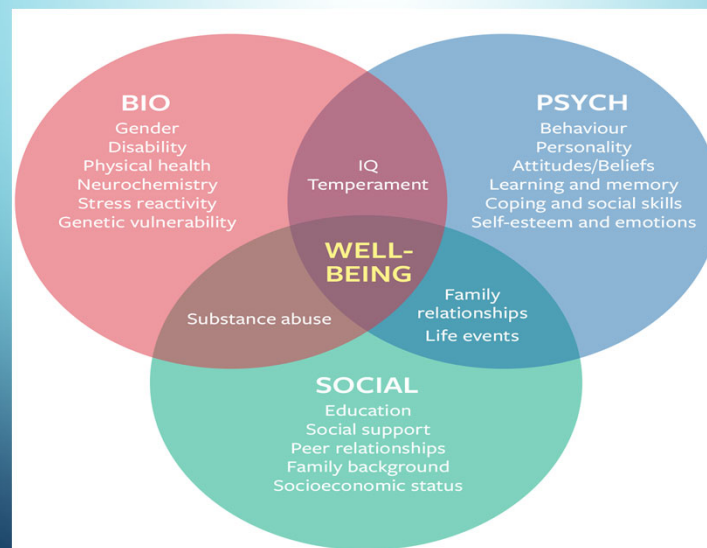 BIO
Gender
Disability
Physical health
Neurochemistry
Stress reactivity
Genetic vulnerability
PSYCH
Behaviour
Personality
Attitudes/Beliefs
Learning and memory
Coping and social skills
Self-esteem and emotions
IQ
Temperament
WELL-
BEING
Substance abuse
Family
relationships
Life events
SOCIAL
Education
Social support
Peer relationships
Family background
Socioeconomic status